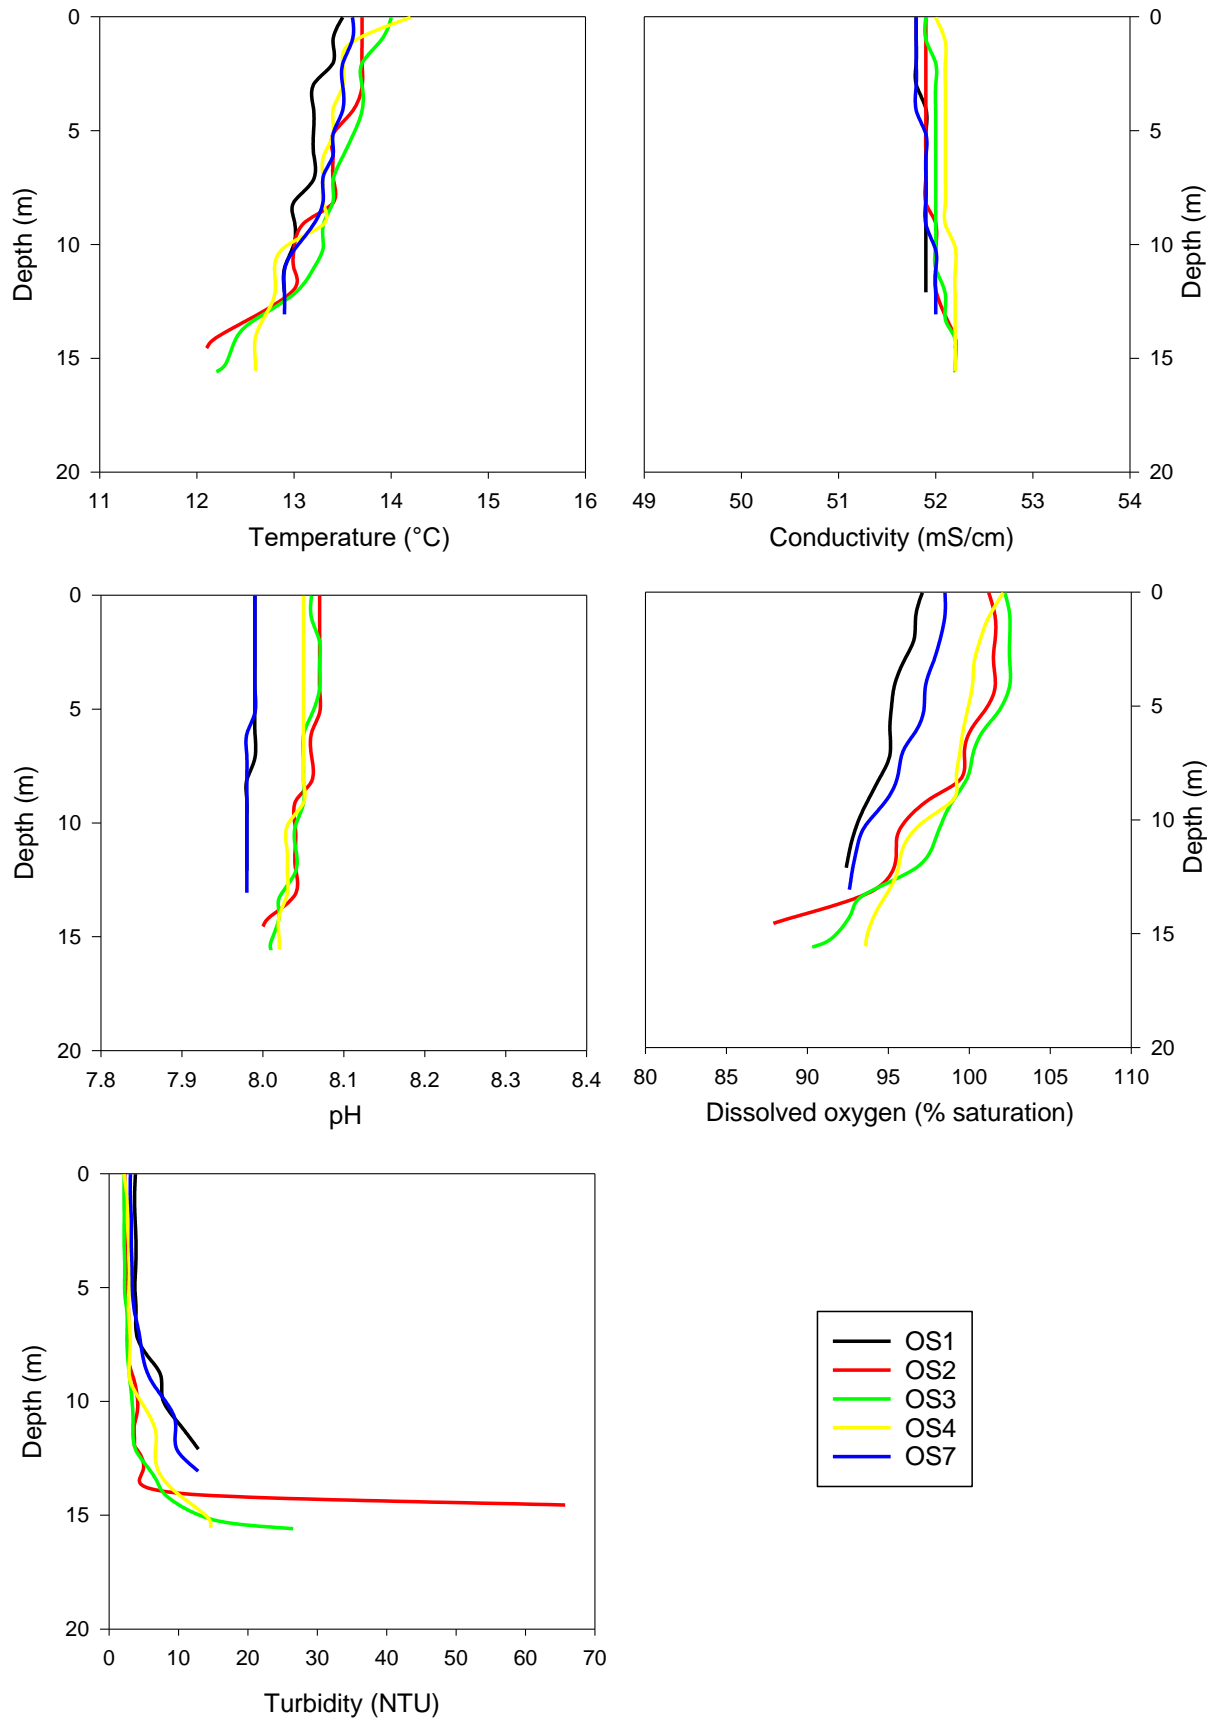 0
5
10
15
20
Depth (m)
11 12 13 14 15 16
Temperature (°C)
0
5
10
15
20
Depth (m)
49 50 51 52 53 54
Conductivity (mS/cm)
0
5
10
15
20
Depth (m)
7.8 7.9 8.0 8.1 8.2 8.3 8.4
pH
0
5
10
15
20
Depth (m)
80 85 90 95 100 105 110
Dissolved oxygen (% saturation)
0
5
10
15
20
Depth (m)
0 10 20 30 40 50 60 70
Turbidity (NTU)
OS1
OS2
OS3
OS4
OS7